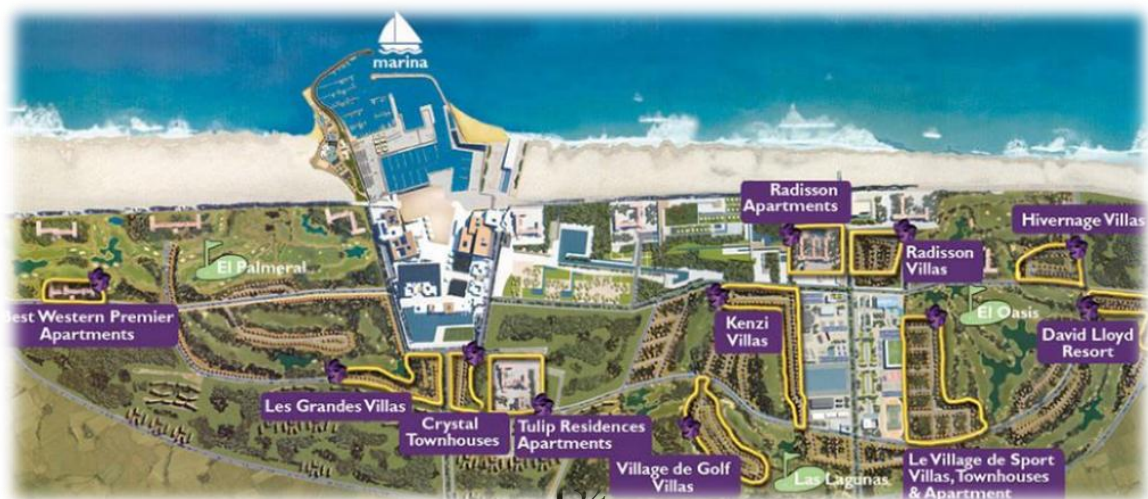 marina
Radisson
Apartments
Hivernage Villas
Radisson
Villas
El Palmeral
El Oasis
Best Western Premier
Apartments
Kenzi
Villas
David Lloyd
Resort
Les Grandes Villas
Crystal
Townhouses
Tulip Residences
Apartments
Village de Golf
Villas
Las Lagunas
Le Village de Sport
Villas, Townhouses
& Apartment